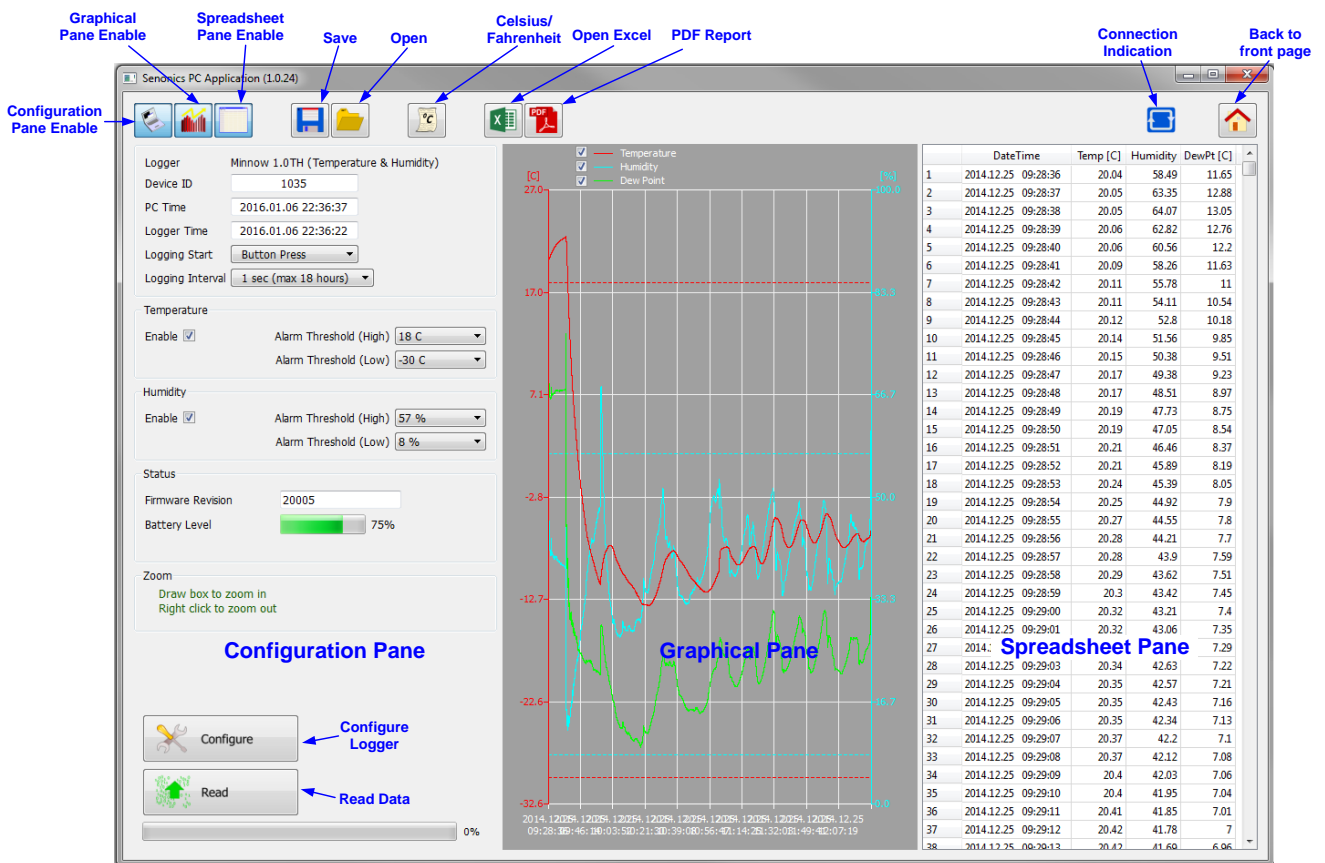 Graphical
Pane Enable
Spreadsheet
Pane Enable
Save
Open
Celsius/
Fahrenheit
Open Excel
PDF Report
Connection
Indication
Back to
front page
Configuration
Pane Enable
Senonics PC Application (1.0.24)
°C
PDF
Logger Minnow 1.0TH (Temperature & Humidity)
Device ID 1035
PC Time 2016.01.06 22:36:37
Logger Time 2016.01.06 22:36:22
Logging Start Button Press
Logging Interval 1 sec (max 18 hours)
Temperature
Enable Alarm Threshold (High) 18 C
Alarm Threshold (Low) -30 C
Humidity
Enable Alarm Threshold (High) 57 %
Alarm Threshold (Low) 8 %
Status
Firmware Revision 20005
Battery Level 75%
Zoom
Draw box to zoom in
Right click to zoom out
Configuration Pane
Configure
Configure
Logger
Read
Read Data
0%
Temperature
Humidity
Dew Point
[C]
27.0
17.0
7.1
-2.8
-12.7
-22.6
-32.6
[%]
100.0
83.3
66.7
50.0
33.3
16.7
0.0
Graphical Pane
DateTime Temp [C] Humidity DewPt [C]
1 2014.12.25 09:28:36 20.04 58.49 11.65
2 2014.12.25 09:28:37 20.05 63.35 12.88
3 2014.12.25 09:28:38 20.05 64.07 13.05
4 2014.12.25 09:28:39 20.06 62.82 12.76
5 2014.12.25 09:28:40 20.06 60.56 12.2
6 2014.12.25 09:28:41 20.09 58.26 11.63
7 2014.12.25 09:28:42 20.11 55.78 11
8 2014.12.25 09:28:43 20.11 54.11 10.54
9 2014.12.25 09:28:44 20.12 52.8 10.18
10 2014.12.25 09:28:45 20.14 51.56 9.85
11 2014.12.25 09:28:46 20.15 50.38 9.51
12 2014.12.25 09:28:47 20.17 49.38 9.23
13 2014.12.25 09:28:48 20.17 48.51 8.97
14 2014.12.25 09:28:49 20.19 47.73 8.75
15 2014.12.25 09:28:50 20.19 47.05 8.54
16 2014.12.25 09:28:51 20.21 46.46 8.37
17 2014.12.25 09:28:52 20.21 45.89 8.19
18 2014.12.25 09:28:53 20.24 45.39 8.05
19 2014.12.25 09:28:54 20.25 44.92 7.9
20 2014.12.25 09:28:55 20.27 44.55 7.8
21 2014.12.25 09:28:56 20.28 44.21 7.7
22 2014.12.25 09:28:57 20.28 43.9 7.59
23 2014.12.25 09:28:58 20.29 43.62 7.51
24 2014.12.25 09:28:59 20.3 43.42 7.45
25 2014.12.25 09:29:00 20.32 43.21 7.4
26 2014.12.25 09:29:01 20.32 43.06 7.35
27 2014. 7.29
Spreadsheet Pane
28 2014.12.25 09:29:03 20.34 42.63 7.22
29 2014.12.25 09:29:04 20.35 42.57 7.21
30 2014.12.25 09:29:05 20.35 42.43 7.16
31 2014.12.25 09:29:06 20.35 42.34 7.13
32 2014.12.25 09:29:07 20.37 42.2 7.1
33 2014.12.25 09:29:08 20.37 42.12 7.08
34 2014.12.25 09:29:09 20.4 42.03 7.06
35 2014.12.25 09:29:10 20.4 41.95 7.04
36 2014.12.25 09:29:11 20.41 41.85 7.01
37 2014.12.25 09:29:12 20.42 41.78 7
38 2014.12.25 09:29:13 20.42 41.69 6.96